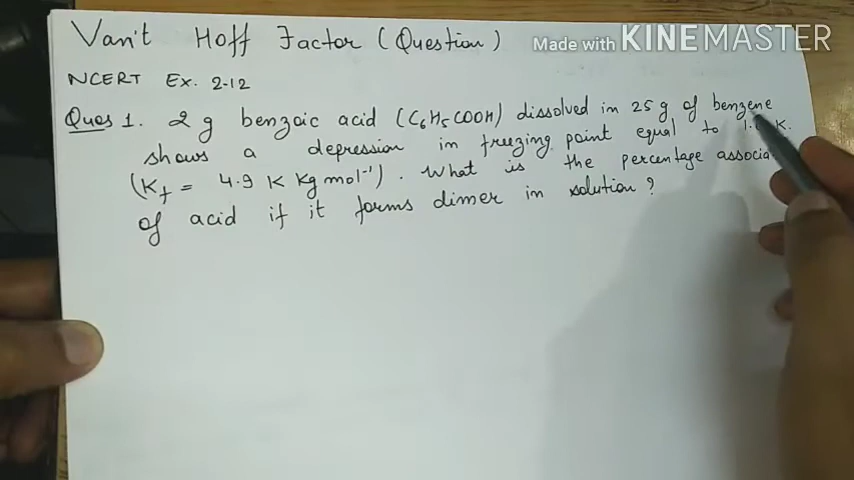 Van't Hoff Factor (Question)
Made with KINEMASTER
NCERT Ex. 2.12
Ques 1. 2 g benzoic acid (C6H5COOH) dissolved in 25 g of benzene
shows a depression in freezing point equal to K.
(Kf = 4.9 K Kg mol-1). What is the percentage
of acid if it forms dimer in solution?